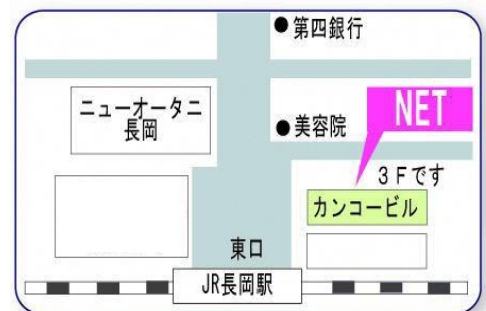 ●第四銀行
ニューオータニ
長岡
●美容院
NET
3Fです
カンコービル
東口
JR長岡駅